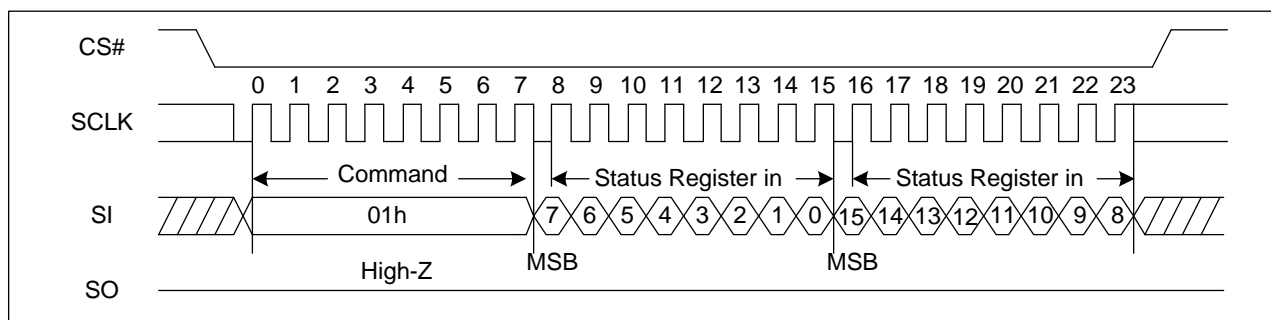 CS#
0 1 2 3 4 5 6 7 8 9 10 11 12 13 14 15 16 17 18 19 20 21 22 23
SCLK
Command Status Register in Status Register in
SI 01h 7 6 5 4 3 2 1 0 15 14 13 12 11 10 9 8
High-Z MSB MSB
SO